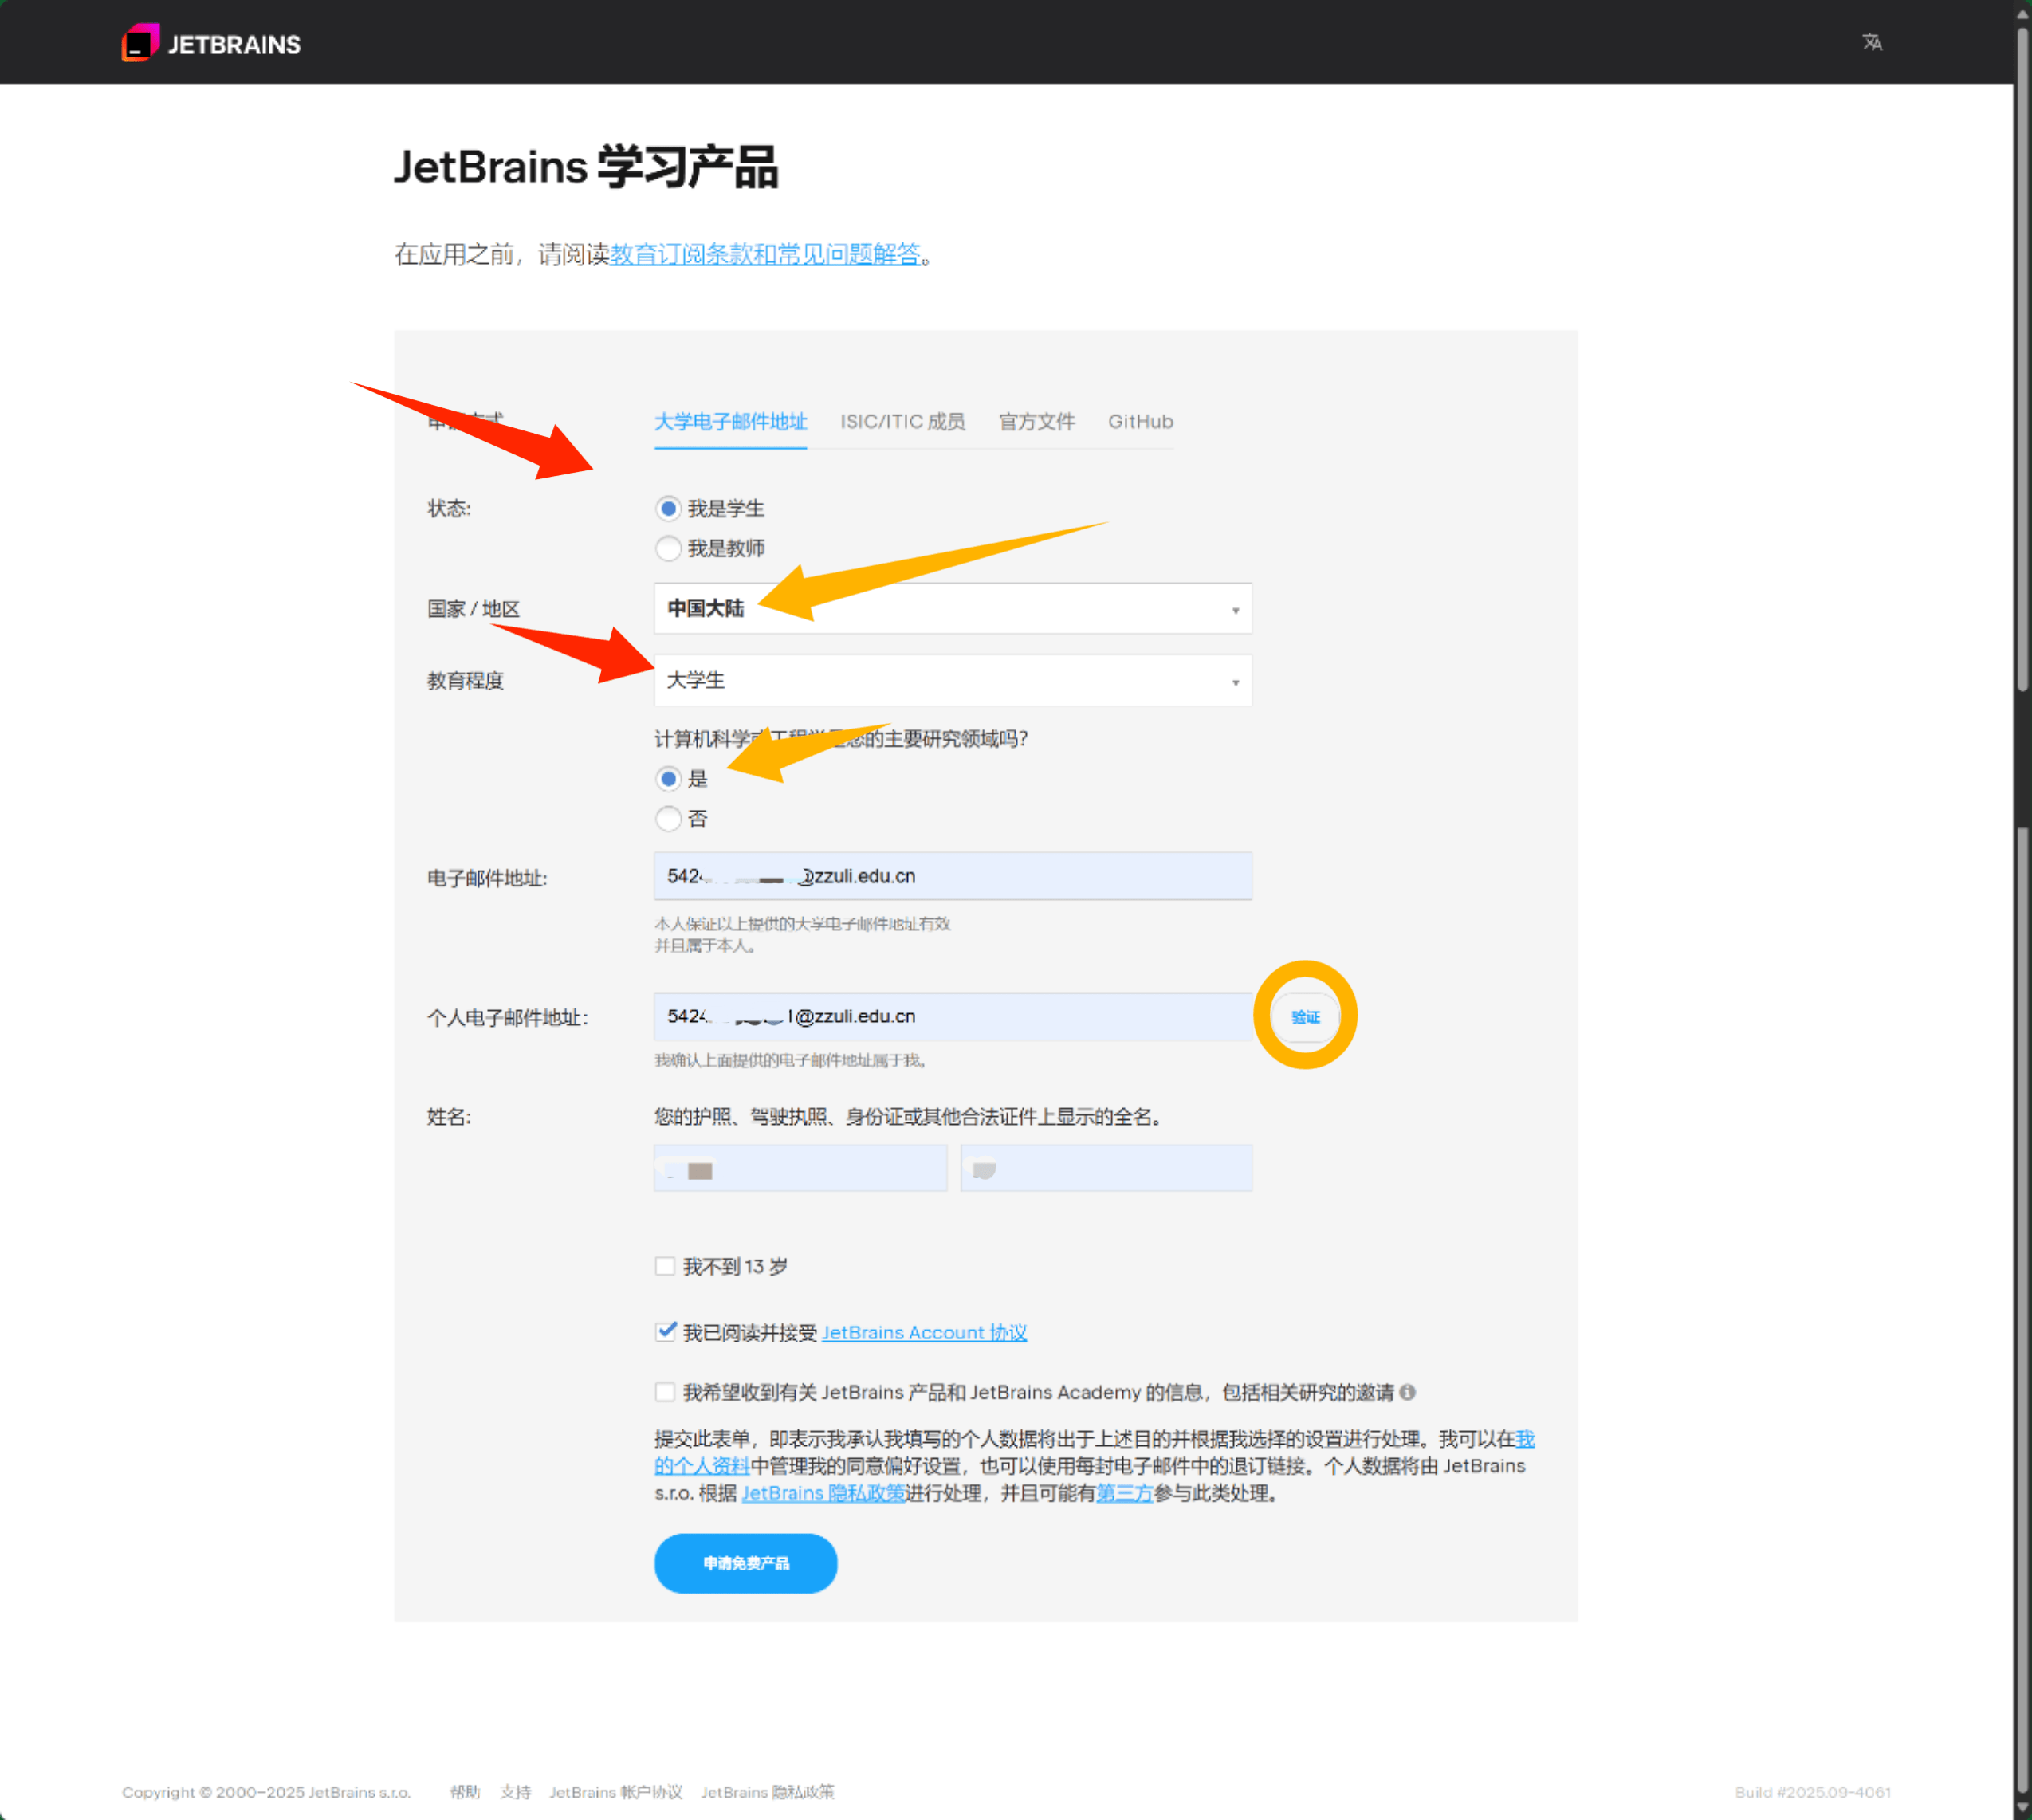 JETBRAINS
JetBrains 学习产品
在应用之前，请阅读教育订阅条款和常见问题解答。
大学电子邮件地址 ISIC/ITIC 成员 官方文件 GitHub
状态: 我是学生
我是教师
国家 / 地区 中国大陆
教育程度 大学生
计算机科学 的主要研究领域吗?
是
否
电子邮件地址: 542 @zzuli.edu.cn
本人保证以上提供的大学电子邮件地址有效
并且属于本人。
个人电子邮件地址: 542 1@zzuli.edu.cn 验证
我确认上面提供的电子邮件地址属于我。
姓名: 您的护照、驾驶执照、身份证或其他合法证件上显示的全名。
我不到 13 岁
我已阅读并接受 JetBrains Account 协议
我希望收到有关 JetBrains 产品和 JetBrains Academy 的信息，包括相关研究的邀请
提交此表单，即表示我承认我填写的个人数据将出于上述目的并根据我选择的设置进行处理。我可以在我
的个人资料中管理我的同意偏好设置，也可以使用每封电子邮件中的退订链接。个人数据将由 JetBrains
s.r.o. 根据 JetBrains 隐私政策进行处理，并且可能有第三方参与此类处理。
申请免费产品
Copyright © 2000–2025 JetBrains s.r.o. 帮助 支持 JetBrains 帐户协议 JetBrains 隐私政策 Build #2025.09-4061